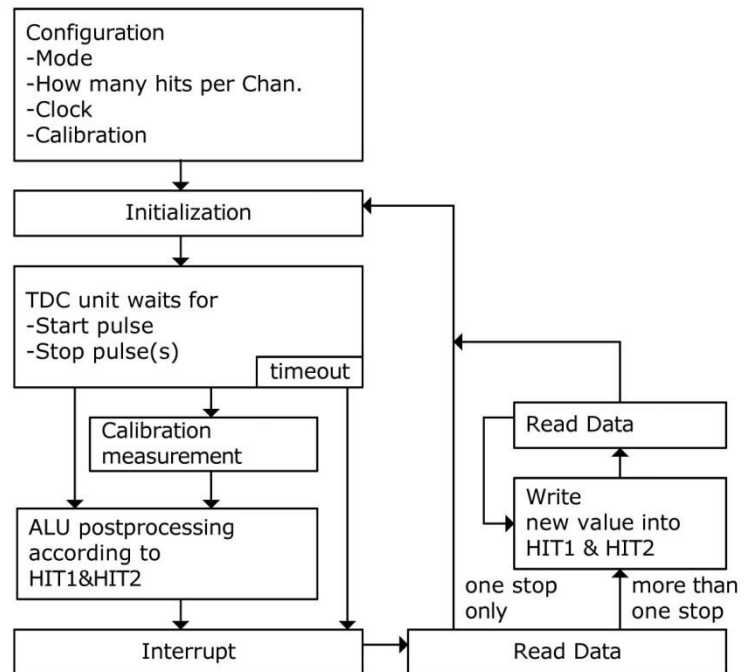 Configuration
-Mode
-How many hits per Chan.
-Clock
-Calibration
Initialization
TDC unit waits for
-Start pulse
-Stop pulse(s)
timeout
Calibration
measurement
ALU postprocessing
according to
HIT1&HIT2
Interrupt
Read Data
one stop
only
more than
one stop
Write
new value into
HIT1 & HIT2
Read Data